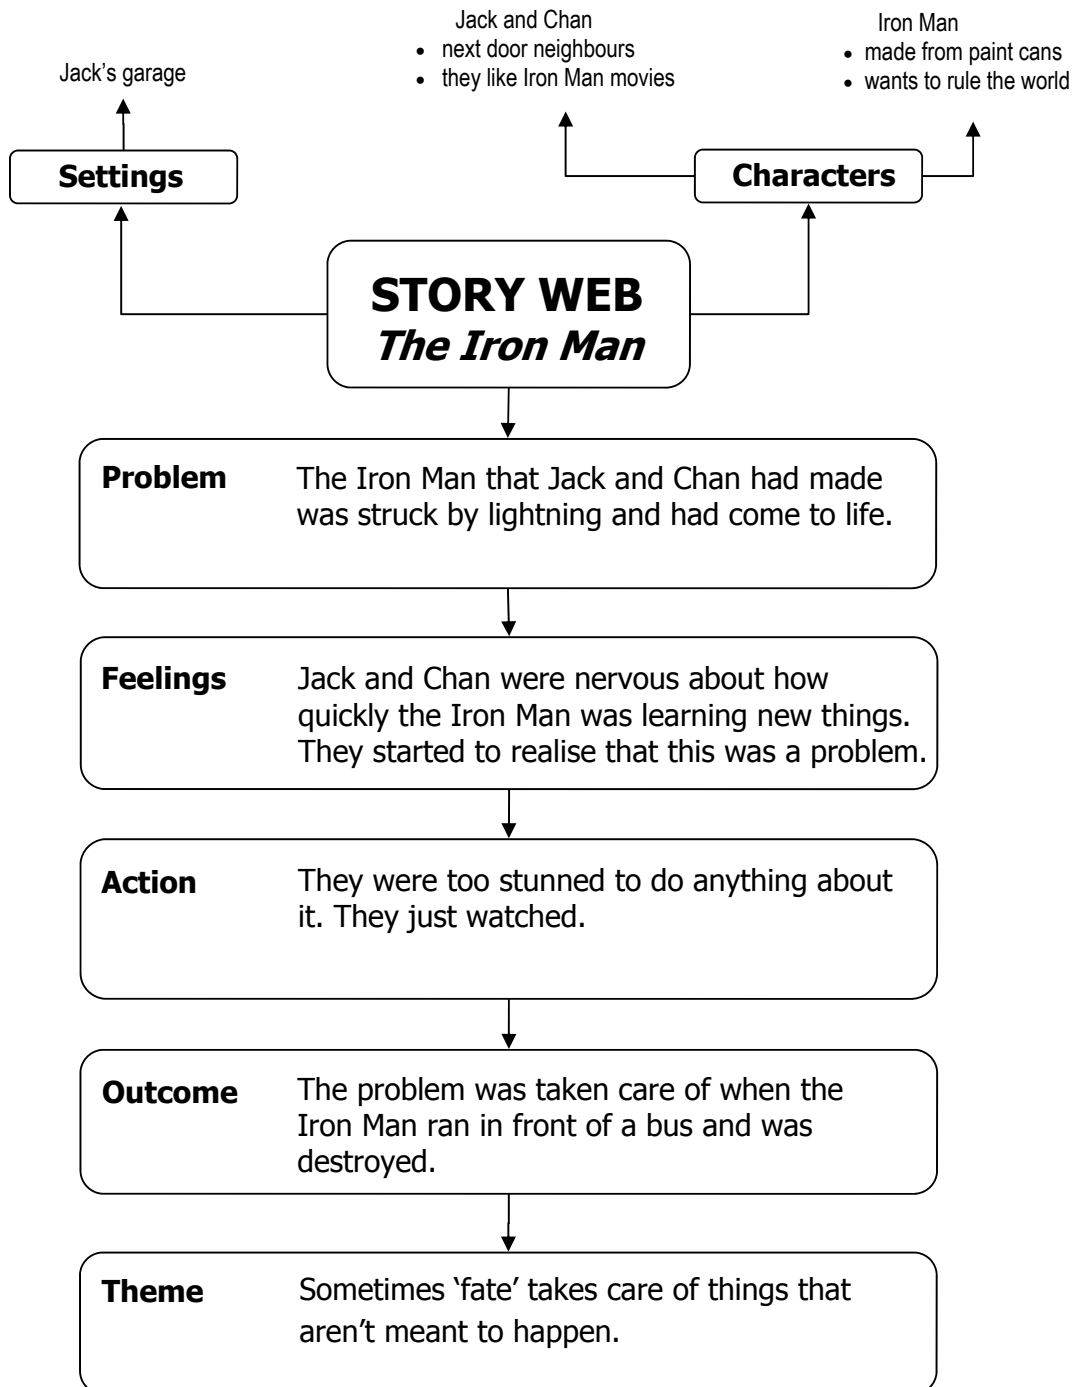 Jack and Chan
• next door neighbours
• they like Iron Man movies
Iron Man
• made from paint cans
• wants to rule the world
Jack’s garage
Settings
Characters
STORY WEB
The Iron Man
Problem
The Iron Man that Jack and Chan had made
was struck by lightning and had come to life.
Feelings
Jack and Chan were nervous about how
quickly the Iron Man was learning new things.
They started to realise that this was a problem.
Action
They were too stunned to do anything about
it. They just watched.
Outcome
The problem was taken care of when the
Iron Man ran in front of a bus and was
destroyed.
Theme
Sometimes ‘fate’ takes care of things that
aren’t meant to happen.